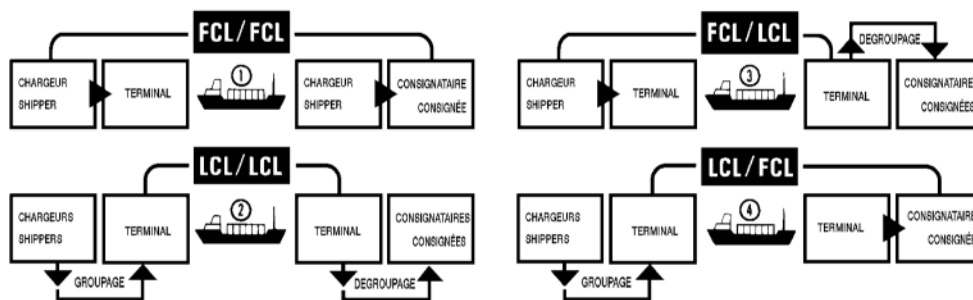 FCL/FCL
CHARGEUR
SHIPPER
TERMINAL
1
CHARGEUR
SHIPPER
CONSIGNATAIRE
CONSIGNÉE
FCL/LCL
CHARGEUR
SHIPPER
TERMINAL
3
TERMINAL
DEGROUPAGE
CONSIGNATAIRES
CONSIGNÉES
LCL/LCL
CHARGEURS
SHIPPERS
GROUPAGE
TERMINAL
2
TERMINAL
DEGROUPAGE
CONSIGNATAIRES
CONSIGNÉES
LCL/FCL
CHARGEURS
SHIPPERS
GROUPAGE
TERMINAL
4
TERMINAL
CONSIGNATAIRE
CONSIGNÉE